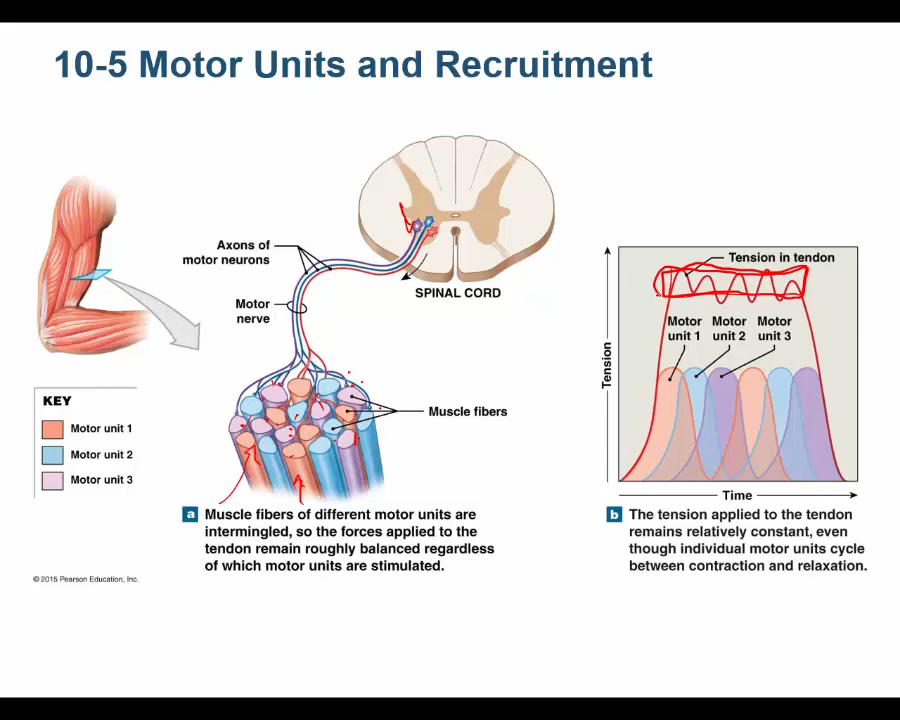 10-5 Motor Units and Recruitment
Axons of
motor neurons
SPINAL CORD
Motor
nerve
Muscle fibers
KEY
Motor unit 1
Motor unit 2
Motor unit 3
a Muscle fibers of different motor units are
intermingled, so the forces applied to the
tendon remain roughly balanced regardless
of which motor units are stimulated.
Tension in tendon
Motor
unit 1
Motor
unit 2
Motor
unit 3
Tension
Time
b The tension applied to the tendon
remains relatively constant, even
though individual motor units cycle
between contraction and relaxation.
© 2015 Pearson Education, Inc.